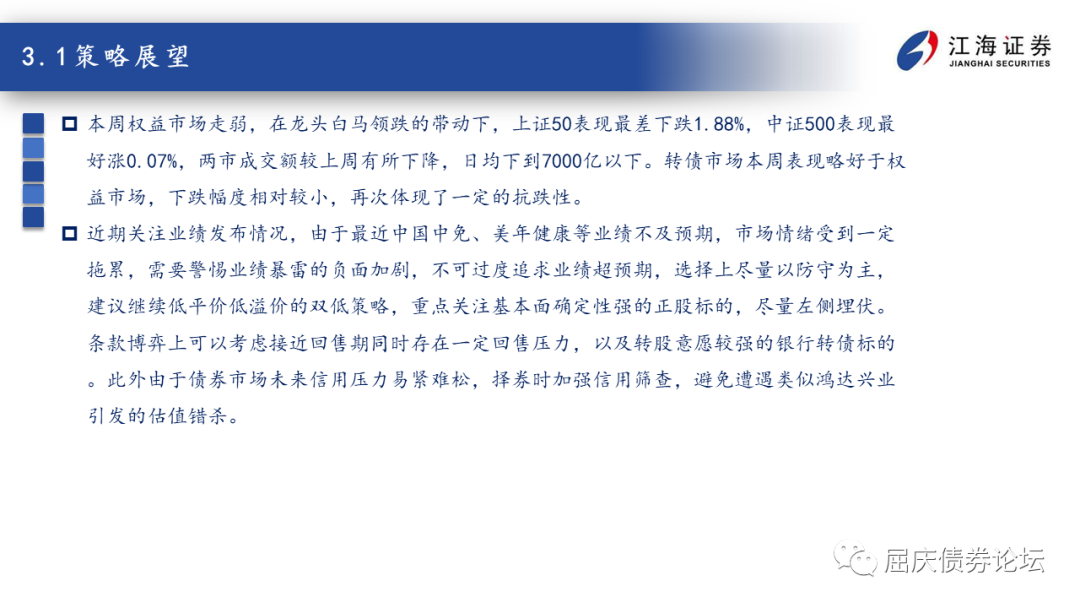 3.1策略展望
江海证券
JIANGHAI SECURITIES
本周权益市场走弱，在龙头白马领跌的带动下，上证50表现最差下跌1.88%，中证500表现最
好涨0.07%，两市成交额较上周有所下降，日均下到7000亿以下。转债市场本周表现略好于权
益市场，下跌幅度相对较小，再次体现了一定的抗跌性。
近期关注业绩发布情况，由于最近中国中免、美年健康等业绩不及预期，市场情绪受到一定
拖累，需要警惕业绩暴雷的负面加剧，不可过度追求业绩超预期，选择上尽量以防守为主，
建议继续低平价低溢价的双低策略，重点关注基本面确定性强的正股标的，尽量左侧埋伏。
条款博弈上可以考虑接近回售期同时存在一定回售压力，以及转股意愿较强的银行转债标的
。此外由于债券市场未来信用压力易紧难松，择券时加强信用筛查，避免遭遇类似鸿达兴业
引发的估值错杀。
屈庆债券论坛